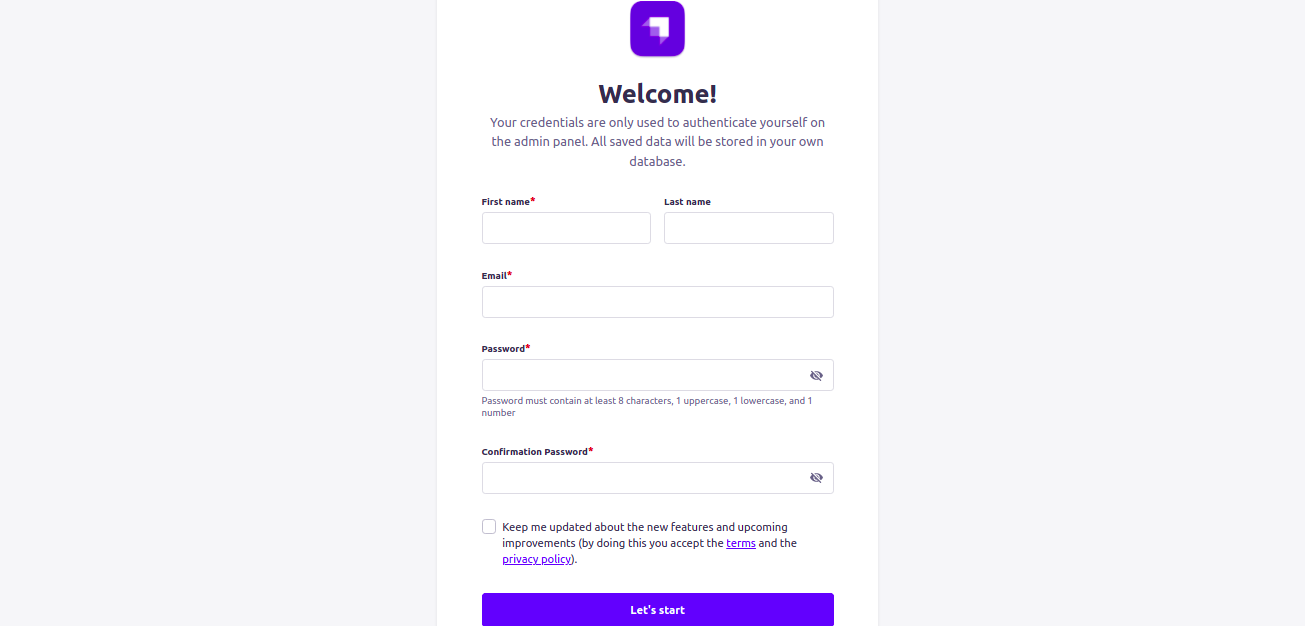 Welcome!
Your credentials are only used to authenticate yourself on
the admin panel. All saved data will be stored in your own
database.
First name*
Last name
Email*
Password*
Password must contain at least 8 characters, 1 uppercase, 1 lowercase, and 1
number
Confirmation Password*
Keep me updated about the new features and upcoming
improvements (by doing this you accept the terms and the
privacy policy).
Let's start